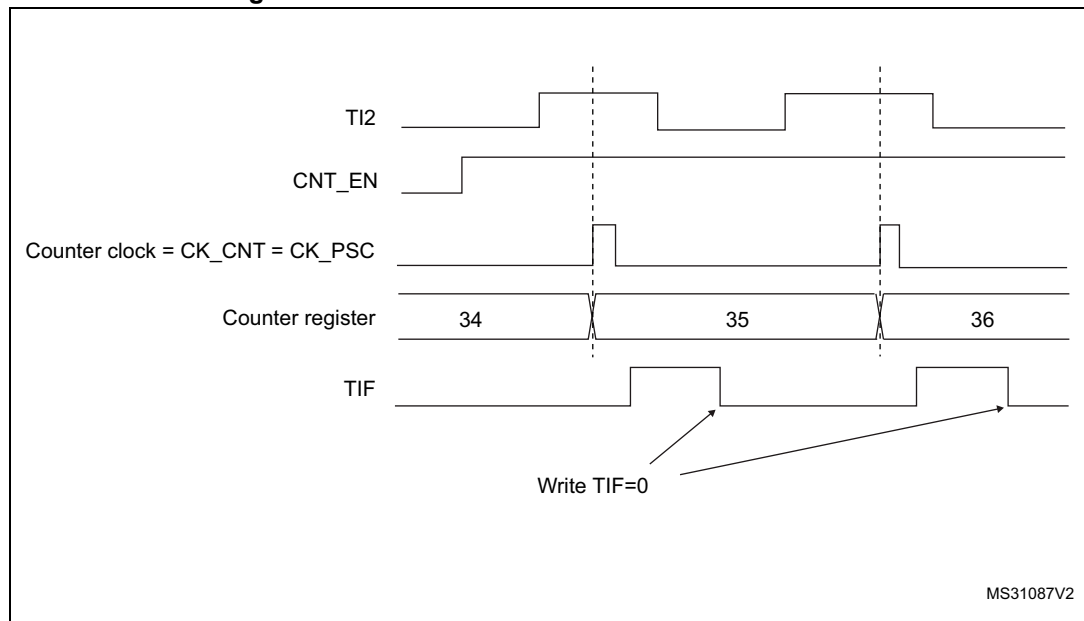 TI2
CNT_EN
Counter clock = CK_CNT = CK_PSC
Counter register
34
35
36
TIF
Write TIF=0
MS31087V2